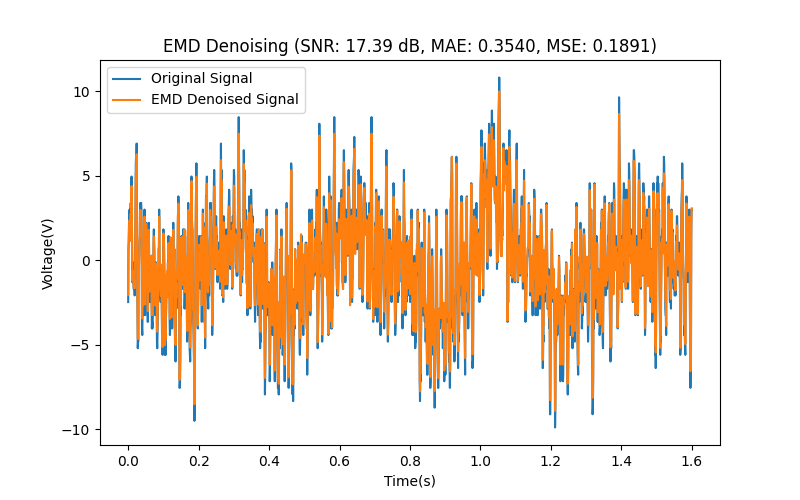 EMD Denoising (SNR: 17.39 dB, MAE: 0.3540, MSE: 0.1891)
Original Signal
EMD Denoised Signal
10
5
0
−5
−10
Voltage(V)
0.0 0.2 0.4 0.6 0.8 1.0 1.2 1.4 1.6
Time(s)